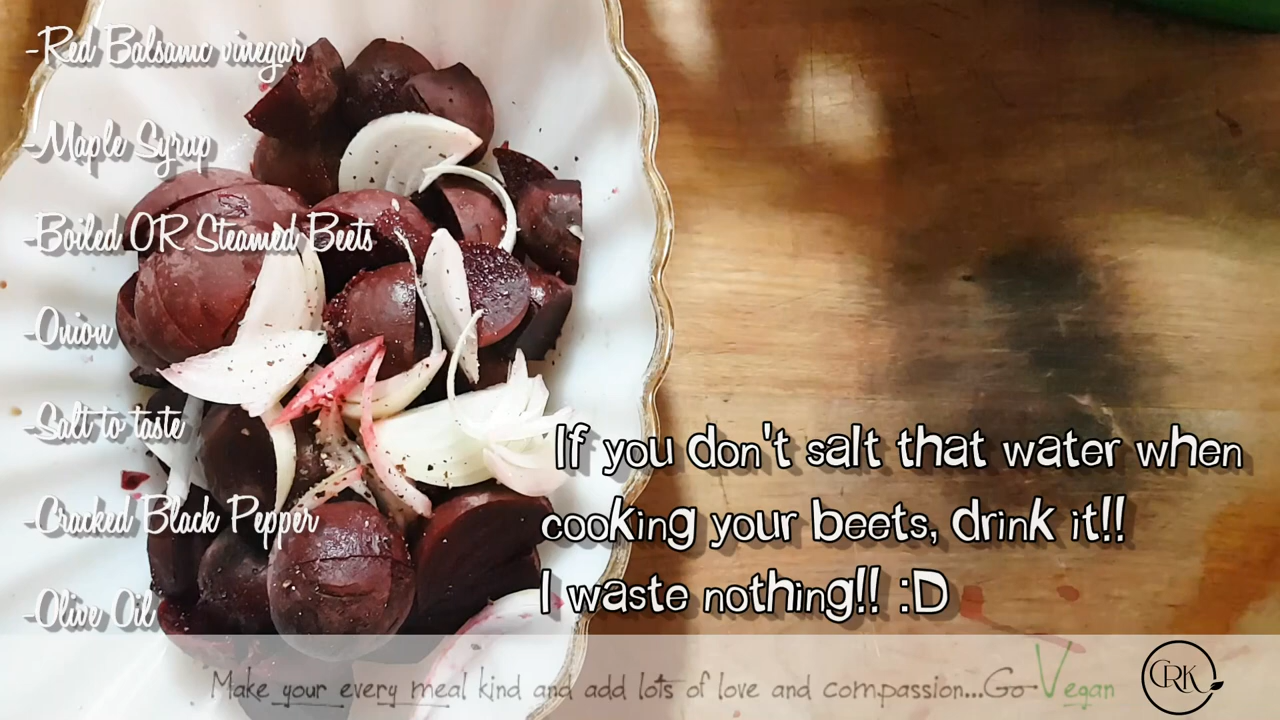 -Red Balsamc vinegar
-Maple Syrup
-Boiled OR Steamed Beets
-Onion
-Salt to taste
-Cracked Black Pepper
-Olive Oil
If you don't salt that water when
cooking your beets, drink it!!
I waste nothing!! :D
Make your every meal kind and add lots of love and compassion...Go Vegan
CRK